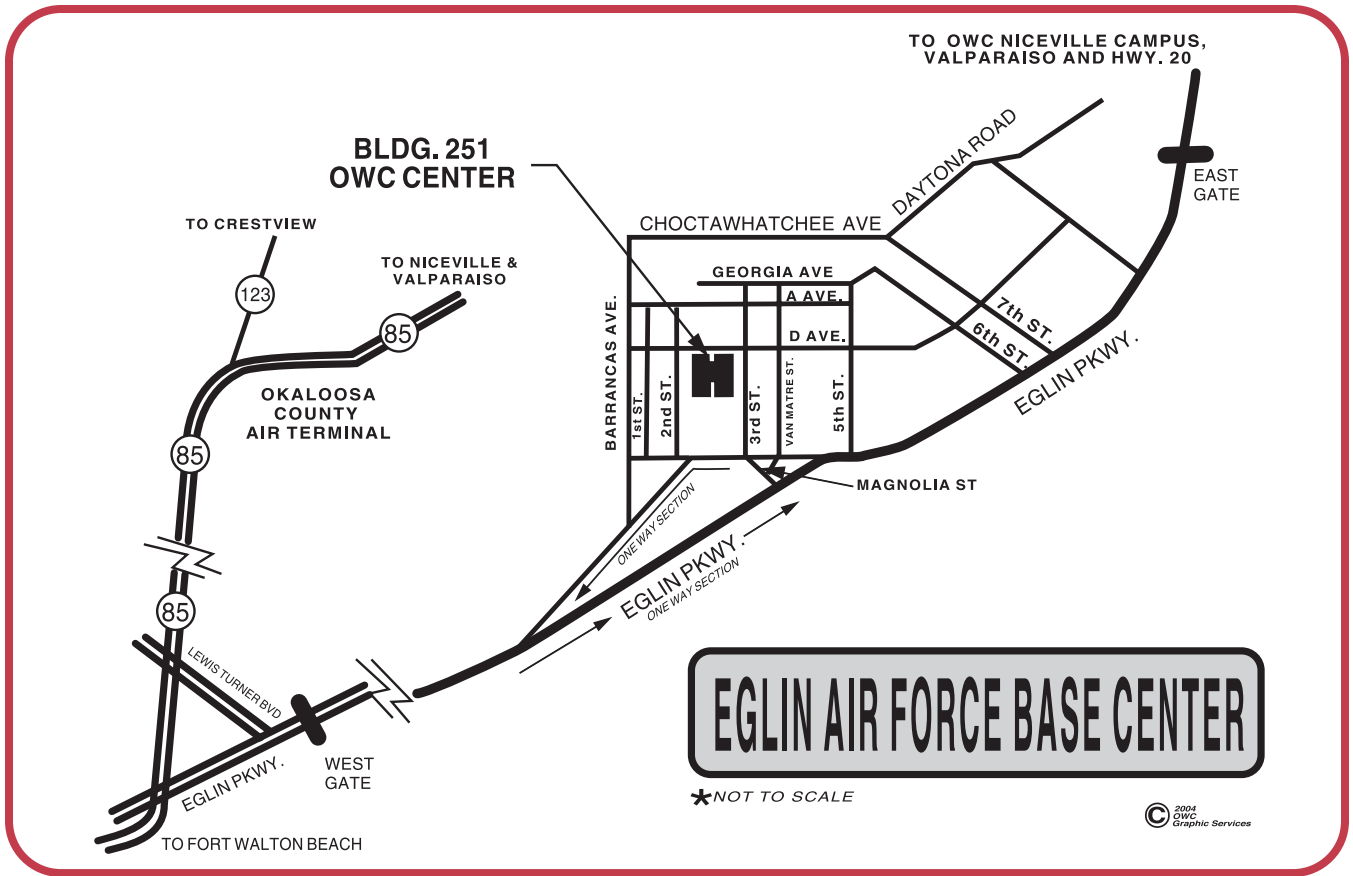 TO OWC NICEVILLE CAMPUS,
VALPARAISO AND HWY. 20
BLDG. 251
OWC CENTER
DAYTONA ROAD
EAST
GATE
TO CRESTVIEW
CHOCTAWHATCHEE AVE
TO NICEVILLE &
VALPARAISO
GEORGIA AVE
123
A AVE.
BARRANCAS AVE.
7th ST.
85
D AVE.
6th ST.
EGLIN PKWY.
OKALOOSA
COUNTY
AIR TERMINAL
1st ST.
2nd ST.
3rd ST.
VAN MATRE ST.
5th ST.
85
MAGNOLIA ST
ONE WAY SECTION
EGLIN PKWY.
ONE WAY SECTION
85
LEWIS TURNER BVD
WEST
GATE
EGLIN PKWY.
TO FORT WALTON BEACH
EGLIN AIR FORCE BASE CENTER
*NOT TO SCALE
© 2004
OWC
Graphic Services